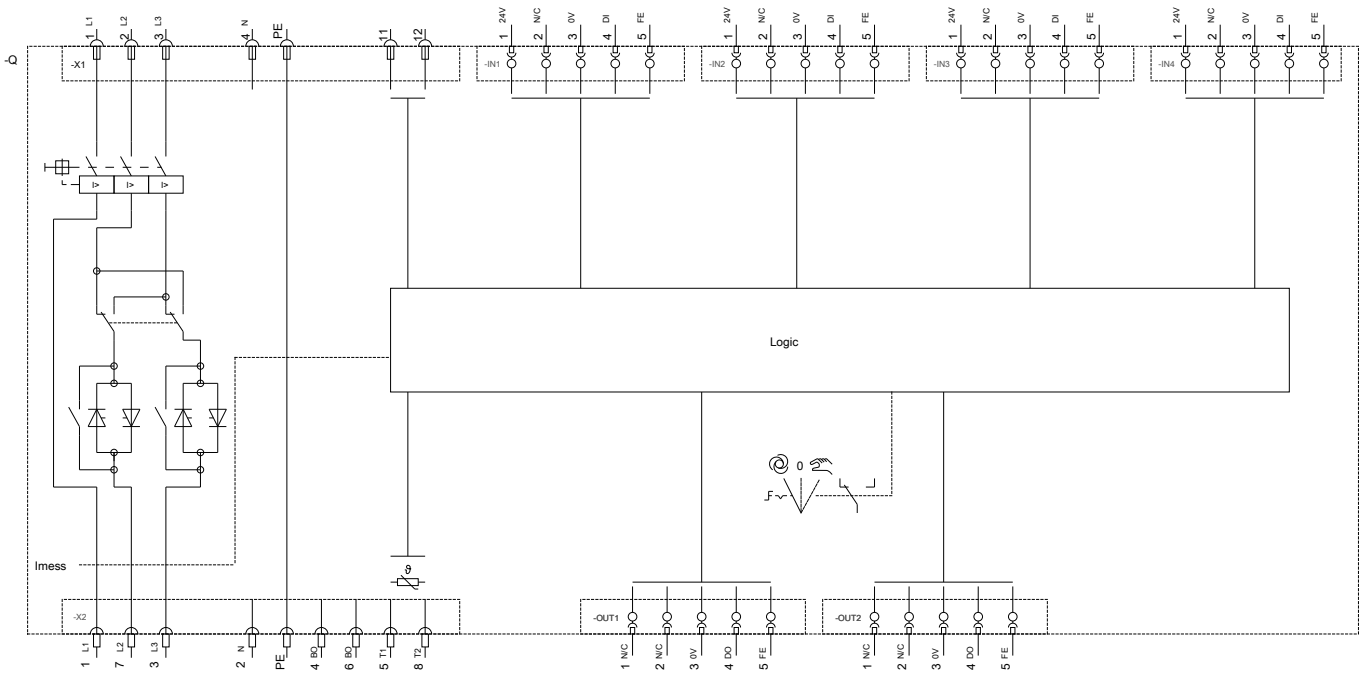 -Q
-X1
1 L1
2 L2
3 L3
4 N
PE
11
12
-IN1
1 24V
2 N/C
3 0V
4 DI
5 FE
-IN2
1 24V
2 N/C
3 0V
4 DI
5 FE
-IN3
1 24V
2 N/C
3 0V
4 DI
5 FE
-IN4
1 24V
2 N/C
3 0V
4 DI
5 FE
I>
I>
I>
Logic
0
Imess
ϑ
-X2
1 L1
7 L2
3 L3
2 N
PE
4 BO
6 BO
5 T1
8 T2
-OUT1
1 N/C
2 N/C
3 0V
4 DO
5 FE
-OUT2
1 N/C
2 N/C
3 0V
4 DO
5 FE